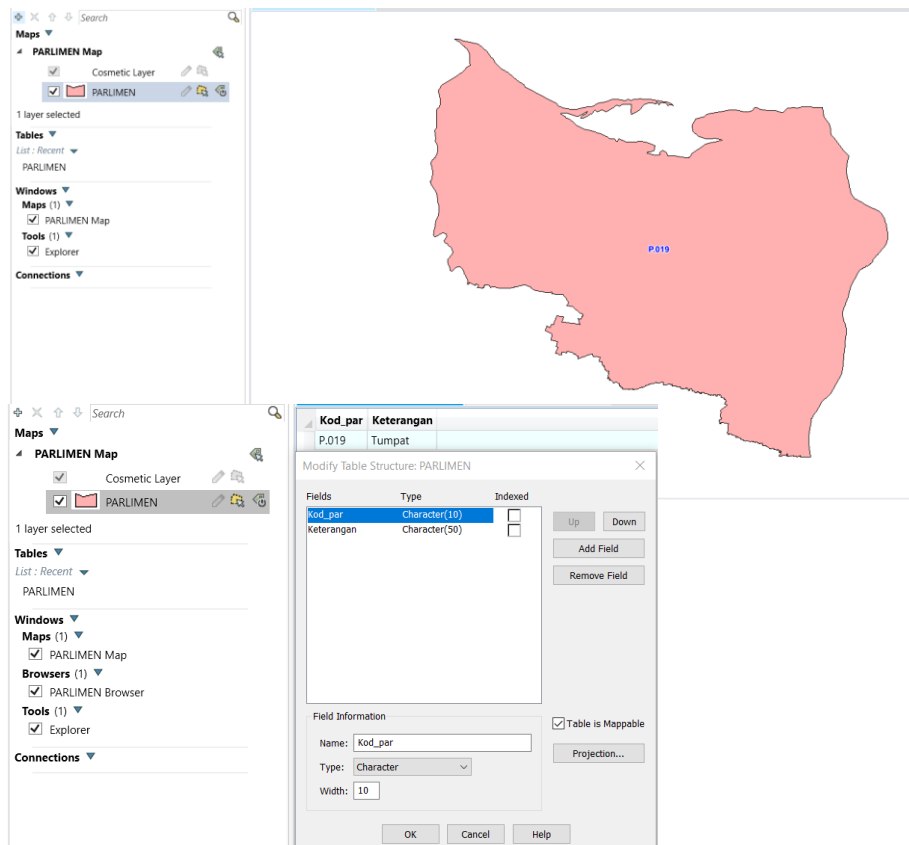 Search
Maps
PARLIMEN Map
Cosmetic Layer
PARLIMEN
1 layer selected
Tables
List : Recent
PARLIMEN
Windows
Maps (1)
PARLIMEN Map
Tools (1)
Explorer
Connections
P.019
Search
Maps
PARLIMEN Map
Cosmetic Layer
PARLIMEN
1 layer selected
Tables
List : Recent
PARLIMEN
Windows
Maps (1)
PARLIMEN Map
Browsers (1)
PARLIMEN Browser
Tools (1)
Explorer
Connections
Kod_par Keterangan
P.019 Tumpat
Modify Table Structure: PARLIMEN
Fields Type Indexed
Kod_par Character(10)
Keterangan Character(50)
Up Down
Add Field
Remove Field
Field Information
Name: Kod_par
Type: Character
Width: 10
Table is Mappable
Projection...
OK Cancel Help